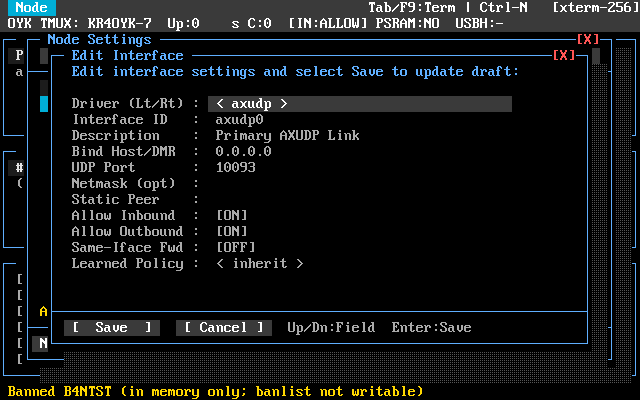 Node Tab/F9:Term | Ctrl-N [xterm-256]
OYK TMUX: KR4OYK-7 Up:0 s C:0 [IN:ALLOW] PSRAM:NO USBH:-
Node Settings [X]
P Edit Interface [X]
a Edit interface settings and select Save to update draft:
Driver (Lt/Rt) : < axudp >
Interface ID : axudp0
Description : Primary AXUDP Link
Bind Host/DMR : 0.0.0.0
# UDP Port : 10093
( Netmask (opt) :
Static Peer :
Allow Inbound : [ON]
Allow Outbound : [ON]
Same-Iface Fwd : [OFF]
Learned Policy : < inherit >
[
[
[ A
[ [ Save ] [ Cancel ] Up/Dn:Field Enter:Save
[ N
[
Banned B4NTST (in memory only; banlist not writable)